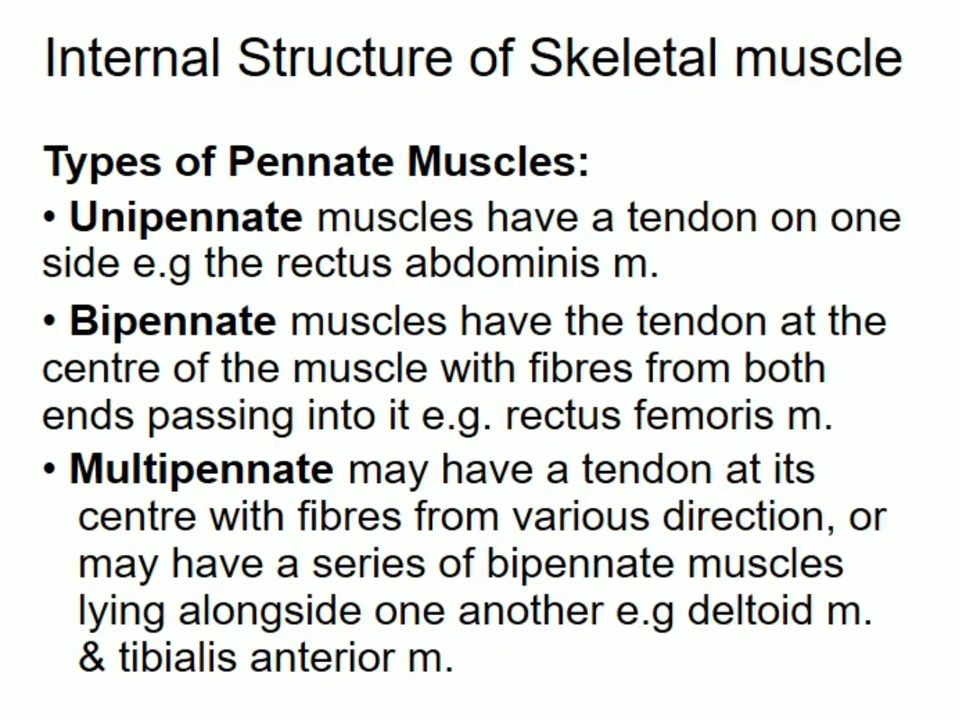 Internal Structure of Skeletal muscle
Types of Pennate Muscles:
• Unipennate muscles have a tendon on one
side e.g the rectus abdominis m.
• Bipennate muscles have the tendon at the
centre of the muscle with fibres from both
ends passing into it e.g. rectus femoris m.
• Multipennate may have a tendon at its
centre with fibres from various direction, or
may have a series of bipennate muscles
lying alongside one another e.g deltoid m.
& tibialis anterior m.